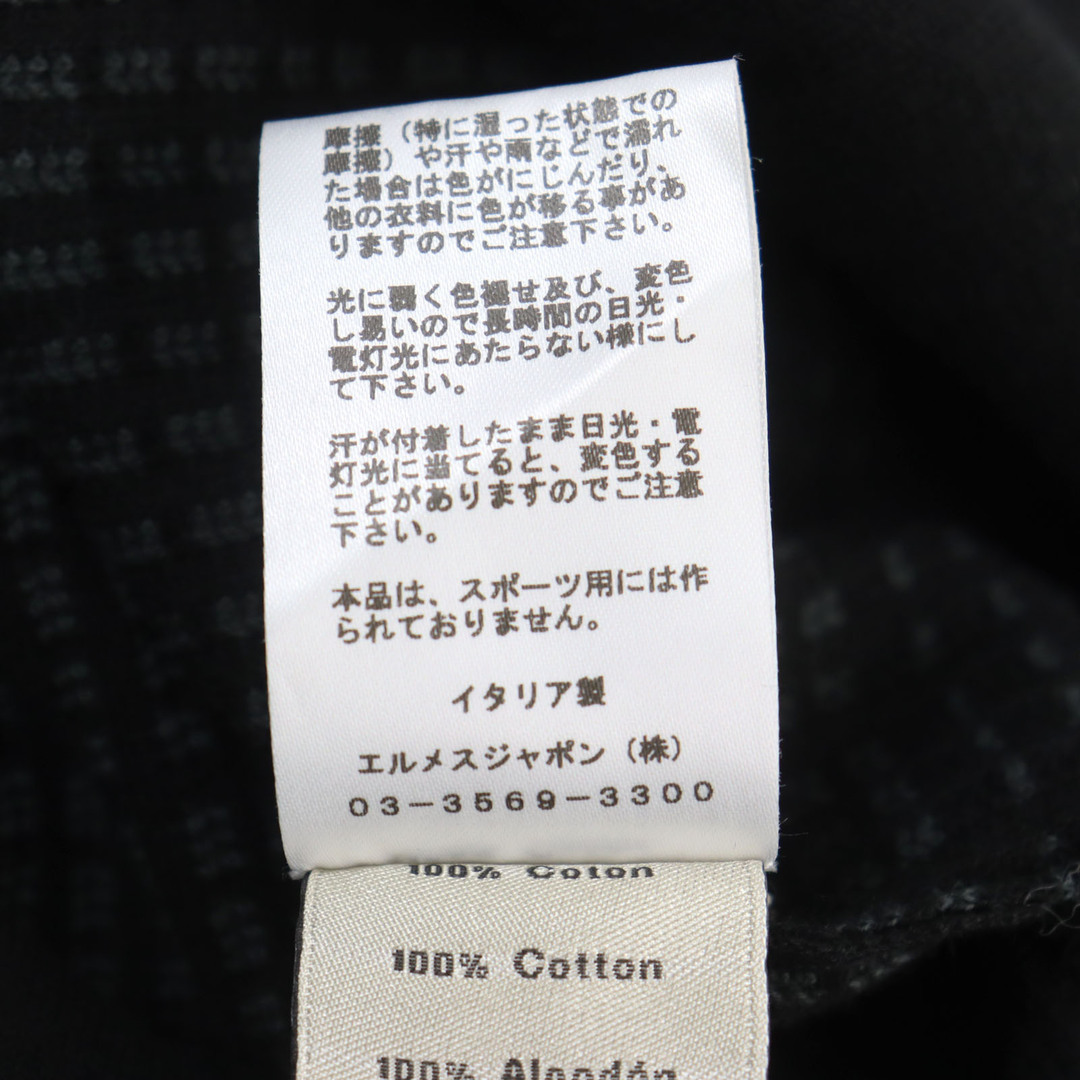 摩擦（特に湿った状態での
摩擦）や汗や雨などで濡れ
た場合は色がにじんだり、
他の衣料に色が移る事があ
りますのでご注意下さい。
光に弱く色褪せ及び、変色
し易いので長時間の日光・
電灯光にあたらない様にし
て下さい。
汗が付着したまま日光・電
灯光に当てると、変色する
ことがありますのでご注意
下さい。
本品は、スポーツ用には作
られておりません。
イタリア製
エルメスジャポン（株）
03－3569－3300
100% Coton
100% Cotton
100% Algodón